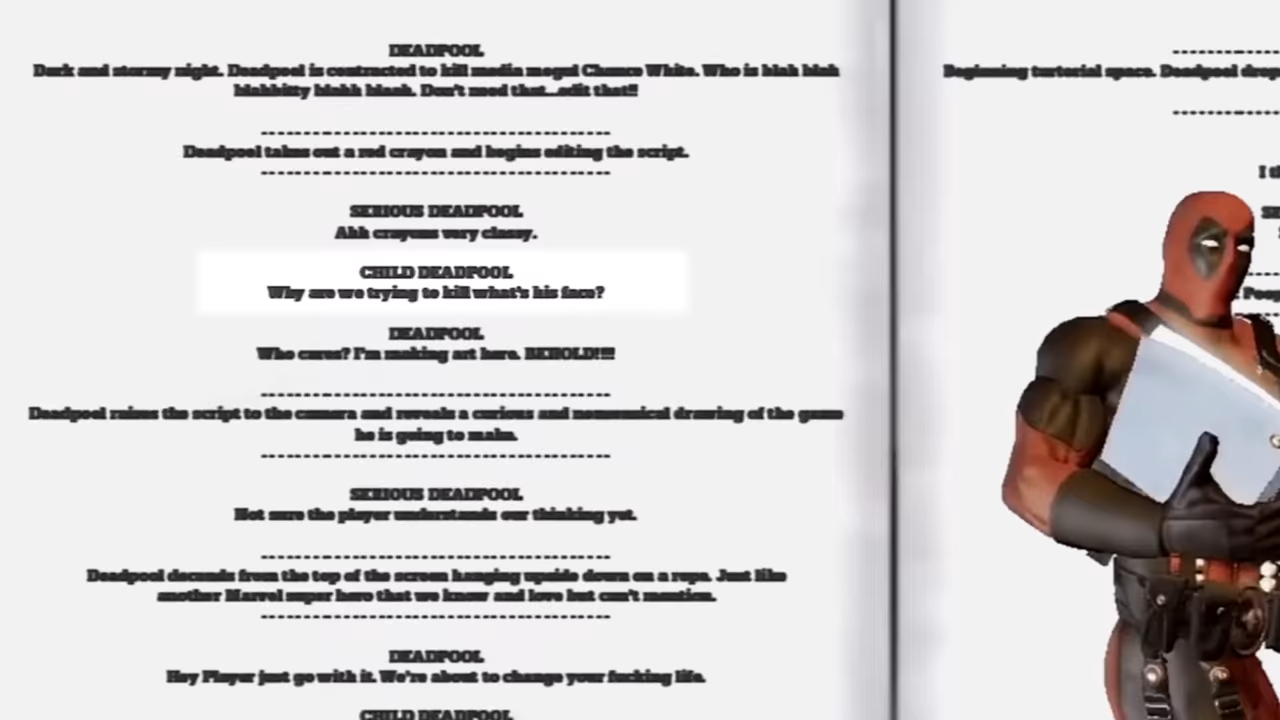 DEADPOOL
Dark and stormy night. Deadpool is contracted to kill media mogul Chance White. Who is blah blah
blahbitty blahh blaah. Don't need that...edit that!!
Deadpool takes out a red crayon and begins editing the script.
SERIOUS DEADPOOL
Ahh crayons very classy.
CHILD DEADPOOL
Why are we trying to kill what's his face?
DEADPOOL
Who cares? I'm making art here. BEHOLD!!!!
Deadpool raises the script to the camera and reveals a curious and nonsensical drawing of the game
he is going to make.
SERIOUS DEADPOOL
Not sure the player understands our thinking yet.
Deadpool decends from the top of the screen hanging upside down on a rope. Just like
another Marvel super hero that we know and love but can't mention.
DEADPOOL
Hey Player just go with it. We're about to change your fucking life.
CHILD DEADPOOL
Beginning turtorial space. Deadpool
I